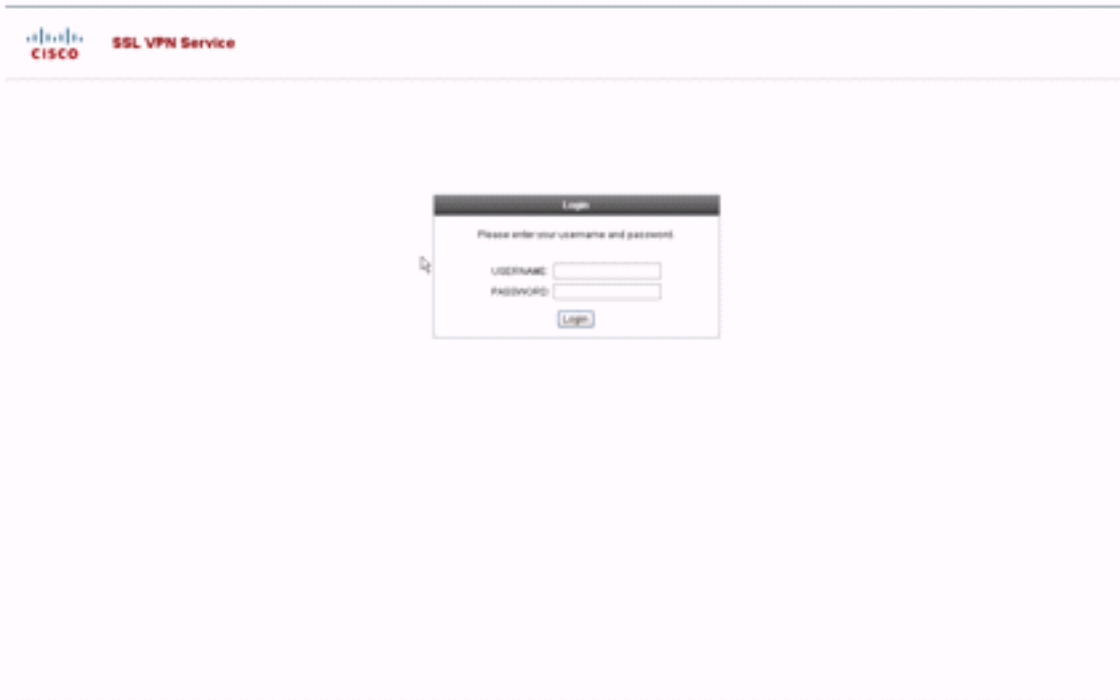 CISCO
SSL VPN Service
Login
Please enter your username and password.
USERNAME:
PASSWORD:
Login